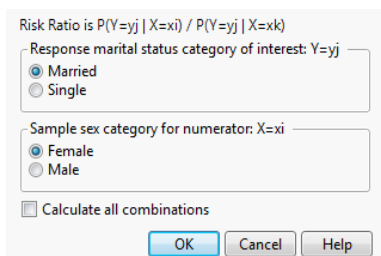 Risk Ratio is P(Y=yj | X=xi) / P(Y=yj | X=xk)
Response marital status category of interest: Y=yj
Married
Single
Sample sex category for numerator: X=xi
Female
Male
Calculate all combinations
OK Cancel Help